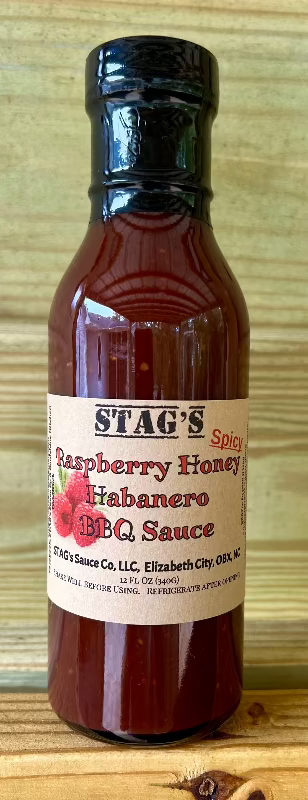 STAG'S
Spicy
Raspberry Honey
Habanero
BBQ Sauce
STAG's Sauce Co, LLC, Elizabeth City, OBX, NC
12 FL OZ (340G)
SHAKE WELL BEFORE USING. REFRIGERATE AFTER OPENING